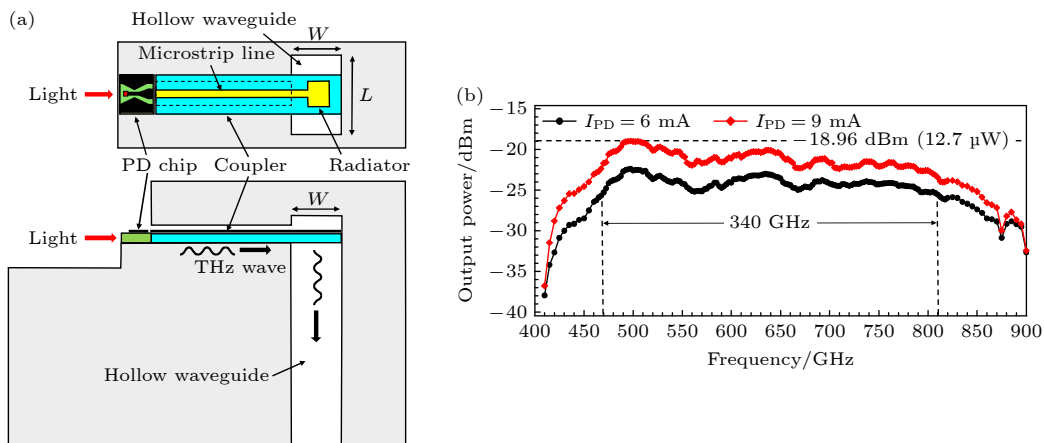 (a)
Hollow waveguide
W
Microstrip line
Light
L
PD chip
Coupler
Radiator
W
Light
THz wave
Hollow waveguide
(b)
−15
−20
−25
−30
−35
−40
Output power/dBm
I_PD = 6 mA
I_PD = 9 mA
−18.96 dBm (12.7 μW)
340 GHz
400 450 500 550 600 650 700 750 800 850 900
Frequency/GHz